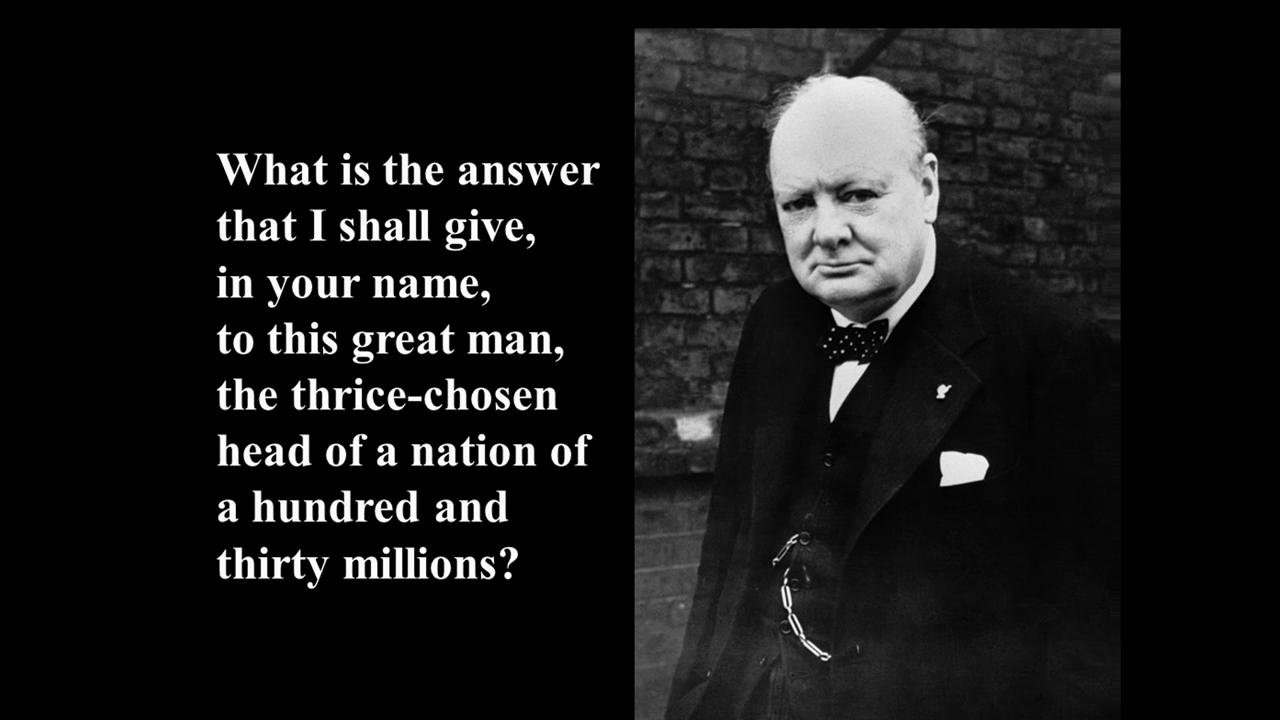 What is the answer
that I shall give,
in your name,
to this great man,
the thrice-chosen
head of a nation of
a hundred and
thirty millions?